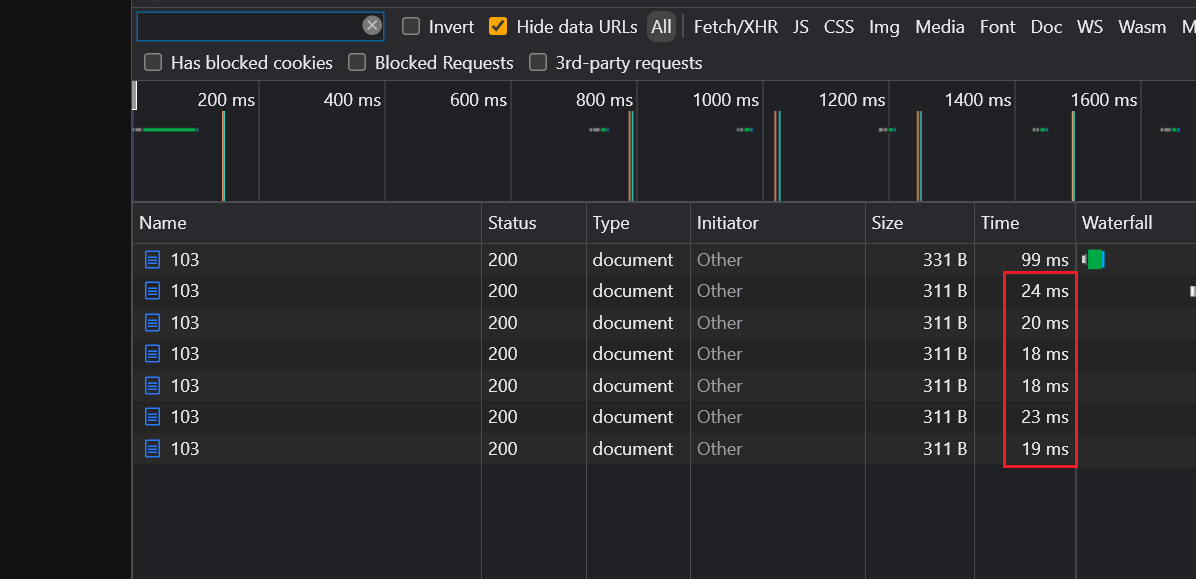 Invert Hide data URLs All Fetch/XHR JS CSS Img Media Font Doc WS Wasm M
Has blocked cookies Blocked Requests 3rd-party requests
200 ms 400 ms 600 ms 800 ms 1000 ms 1200 ms 1400 ms 1600 ms
Name Status Type Initiator Size Time Waterfall
103 200 document Other 331 B 99 ms
103 200 document Other 311 B 24 ms
103 200 document Other 311 B 20 ms
103 200 document Other 311 B 18 ms
103 200 document Other 311 B 18 ms
103 200 document Other 311 B 23 ms
103 200 document Other 311 B 19 ms